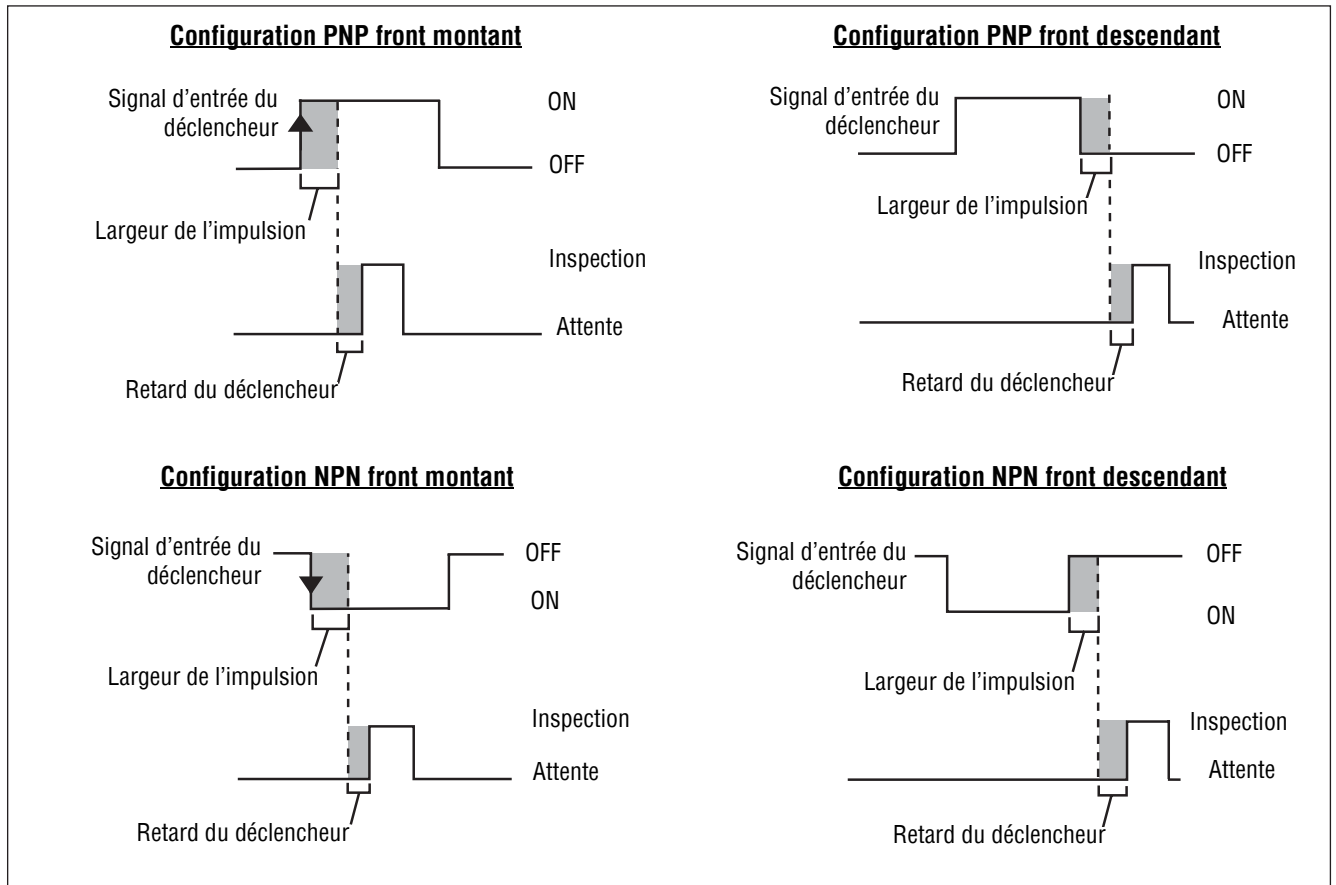 Configuration PNP front montant
Signal d'entrée du
déclencheur
ON
OFF
Largeur de l'impulsion
Inspection
Attente
Retard du déclencheur
Configuration PNP front descendant
Signal d'entrée du
déclencheur
ON
OFF
Largeur de l'impulsion
Inspection
Attente
Retard du déclencheur
Configuration NPN front montant
Signal d'entrée du
déclencheur
OFF
ON
Largeur de l'impulsion
Inspection
Attente
Retard du déclencheur
Configuration NPN front descendant
Signal d'entrée du
déclencheur
OFF
ON
Largeur de l'impulsion
Inspection
Attente
Retard du déclencheur